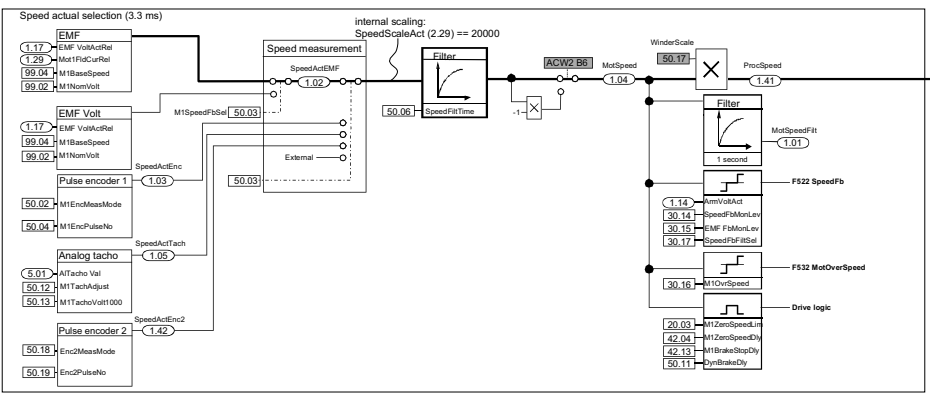 Speed actual selection (3.3 ms)
internal scaling:
SpeedScaleAct (2.29) == 20000
EMF
1.17 EMF VoltActRel
1.29 Mot1FldCurRel
99.04 M1BaseSpeed
99.02 M1NomVolt
Speed measurement
SpeedActEMF
1.02
M1SpeedFbSel 50.03
External
50.03
Filter
50.06 SpeedFiltTime
ACW2 B6
-1
MotSpeed
1.04
WinderScale
50.17
ProcSpeed
1.41
EMF Volt
1.17 EMF VoltActRel
99.04 M1BaseSpeed
99.02 M1NomVolt
SpeedActEnc
Pulse encoder 1
1.03
50.02 M1EncMeasMode
50.04 M1EncPulseNo
SpeedActTach
Analog tacho
1.05
5.01 AITacho Val
50.12 M1TachAdjust
50.13 M1TachoVolt1000
SpeedActEnc2
Pulse encoder 2
1.42
50.18 Enc2MeasMode
50.19 Enc2PulseNo
Filter
1 second
MotSpeedFilt
1.01
F522 SpeedFb
1.14 ArmVoltAct
30.14 SpeedFbMonLev
30.15 EMF FbMonLev
30.17 SpeedFbFiltSel
F532 MotOverSpeed
30.16 M1OvrSpeed
Drive logic
20.03 M1ZeroSpeedLim
42.04 M1ZeroSpeedDly
42.13 M1BrakeStopDly
50.11 DynBrakeDly